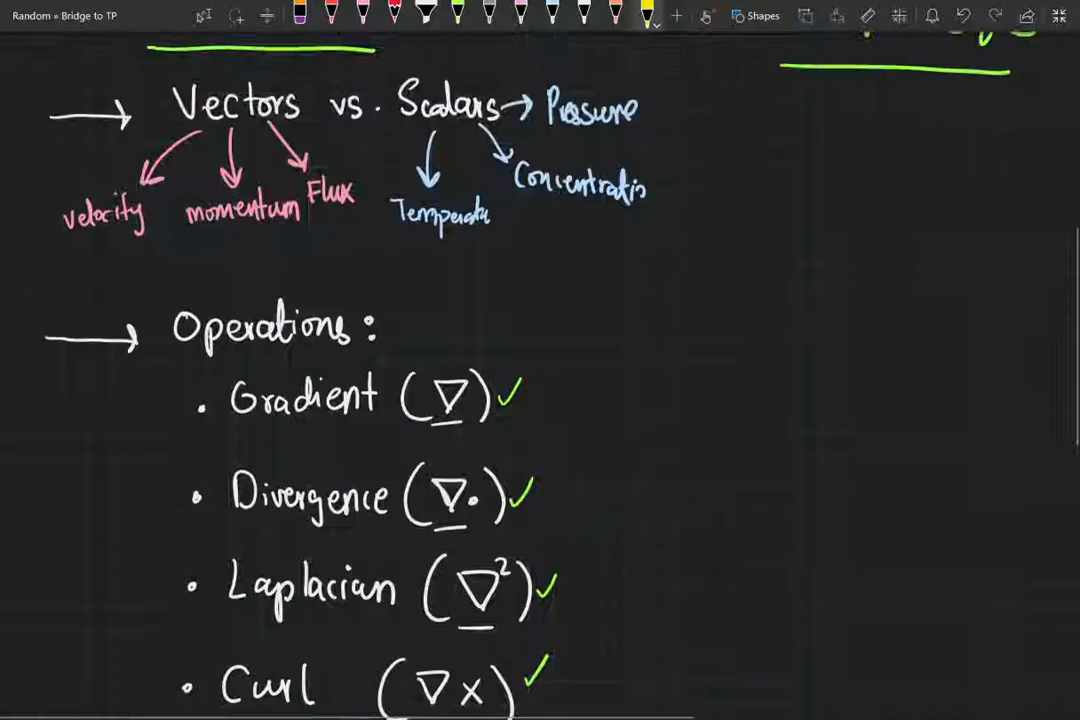 Random » Bridge to TP
Shapes
Vectors vs. Scalars → Pressure
velocity momentum Flux Temperatu Concentratio
Operations:
• Gradient (∇) ✓
• Divergence (∇•) ✓
• Laplacian (∇²) ✓
• Curl (∇×) ✓